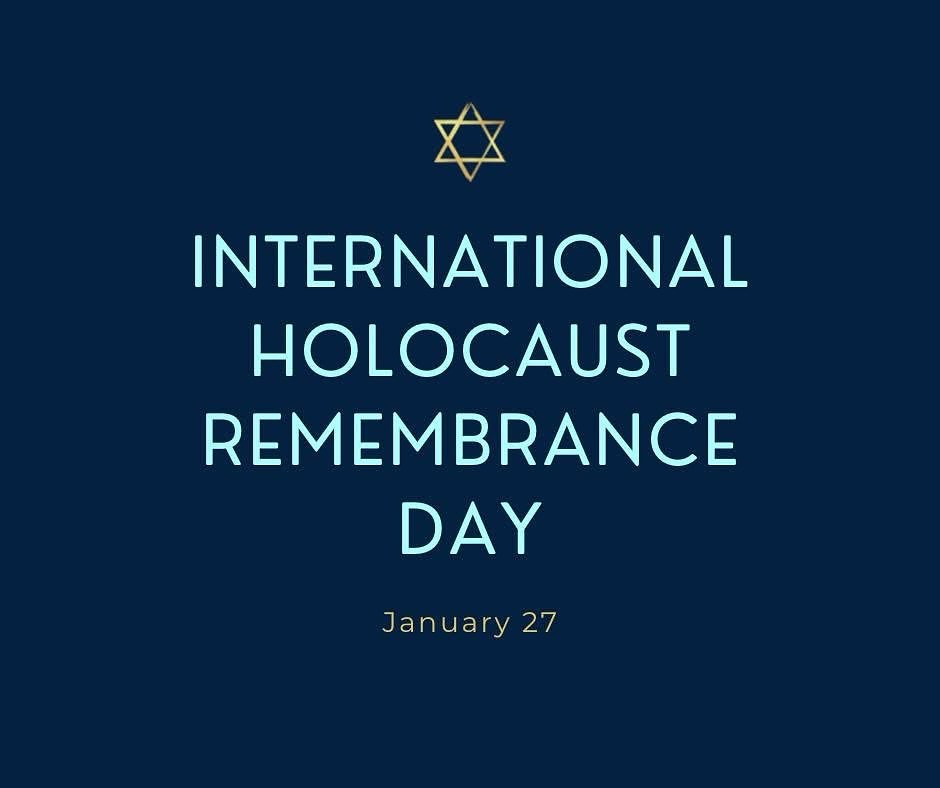 INTERNATIONAL
HOLOCAUST
REMEMBRANCE
DAY
January 27